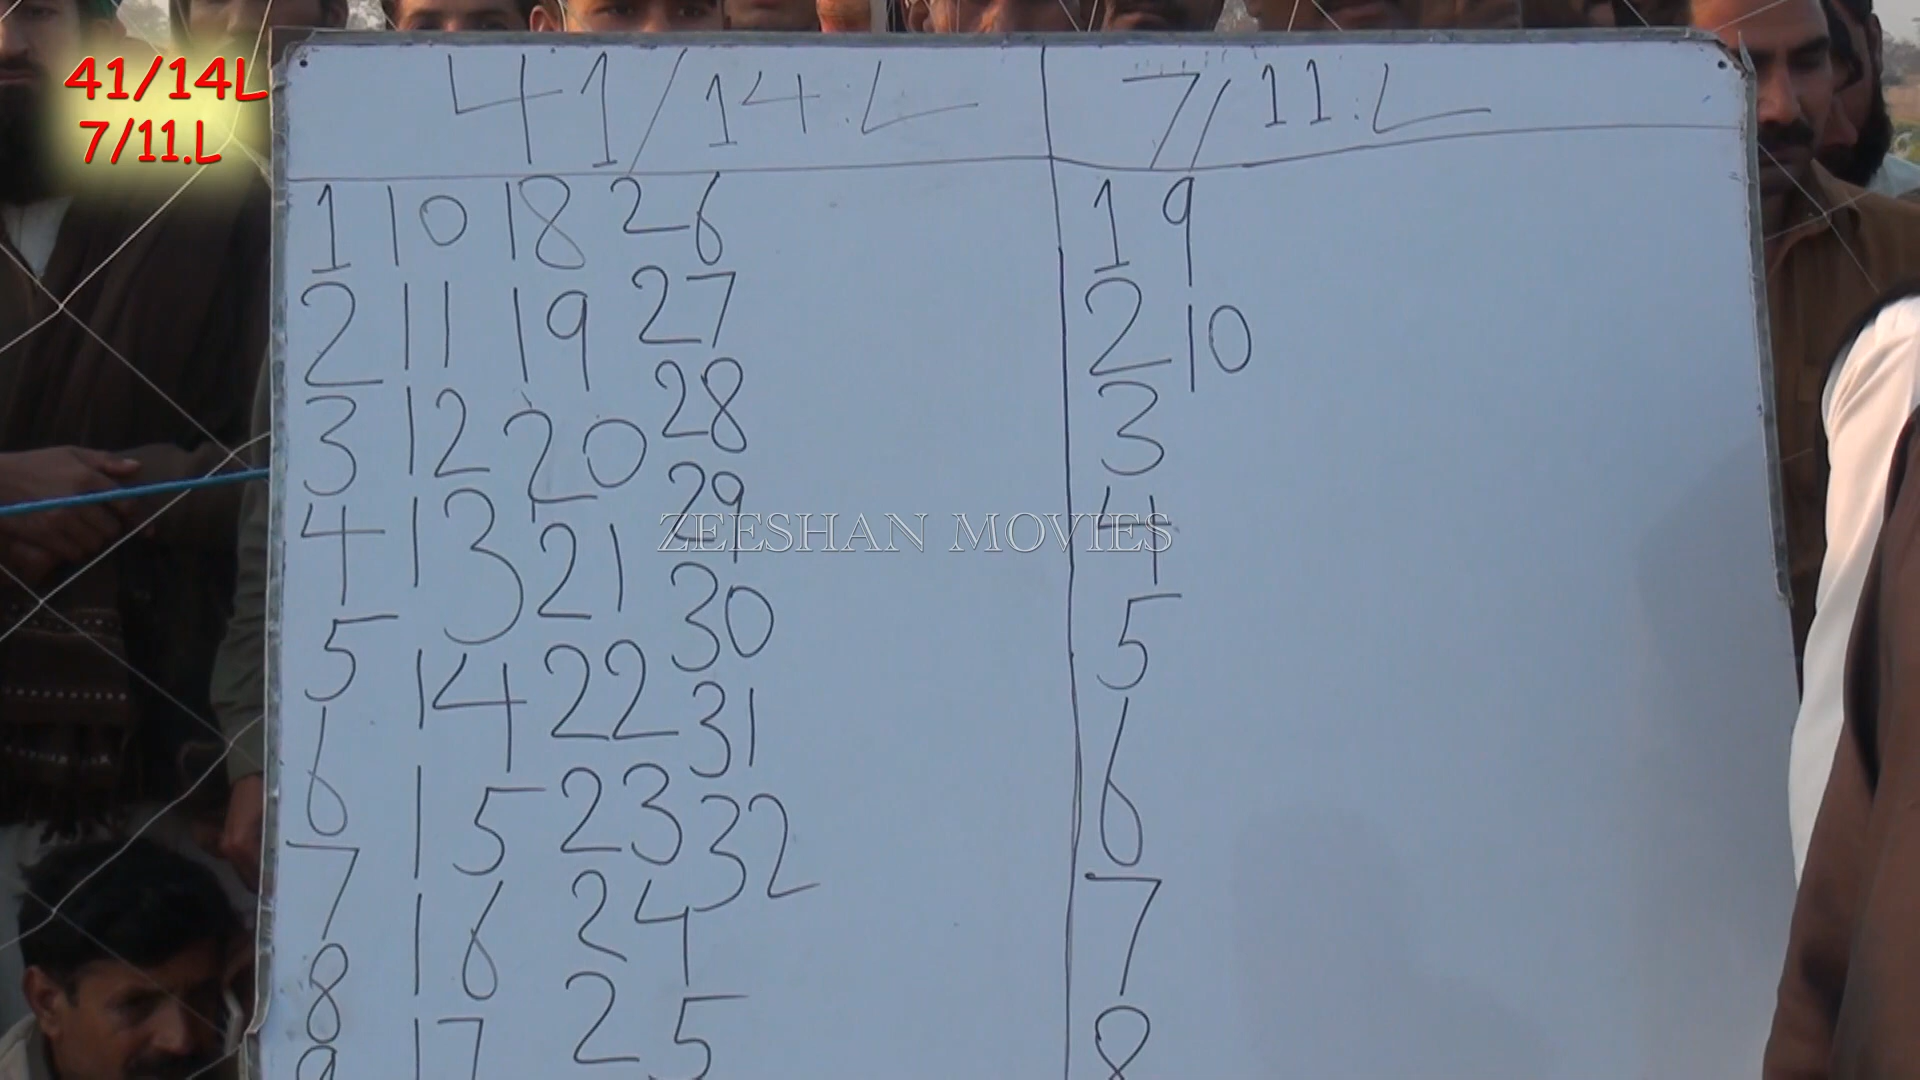 41/14L
7/11.L
41/14.L 7/11.L
1 10 18 26
2 11 19 27
3 12 20 28
4 13 21 29
5 14 22 30
6 15 23 31
7 16 24 32
8 17 25
9
1 9
2 10
3
4
5
6
7
8
ZEESHAN MOVIES